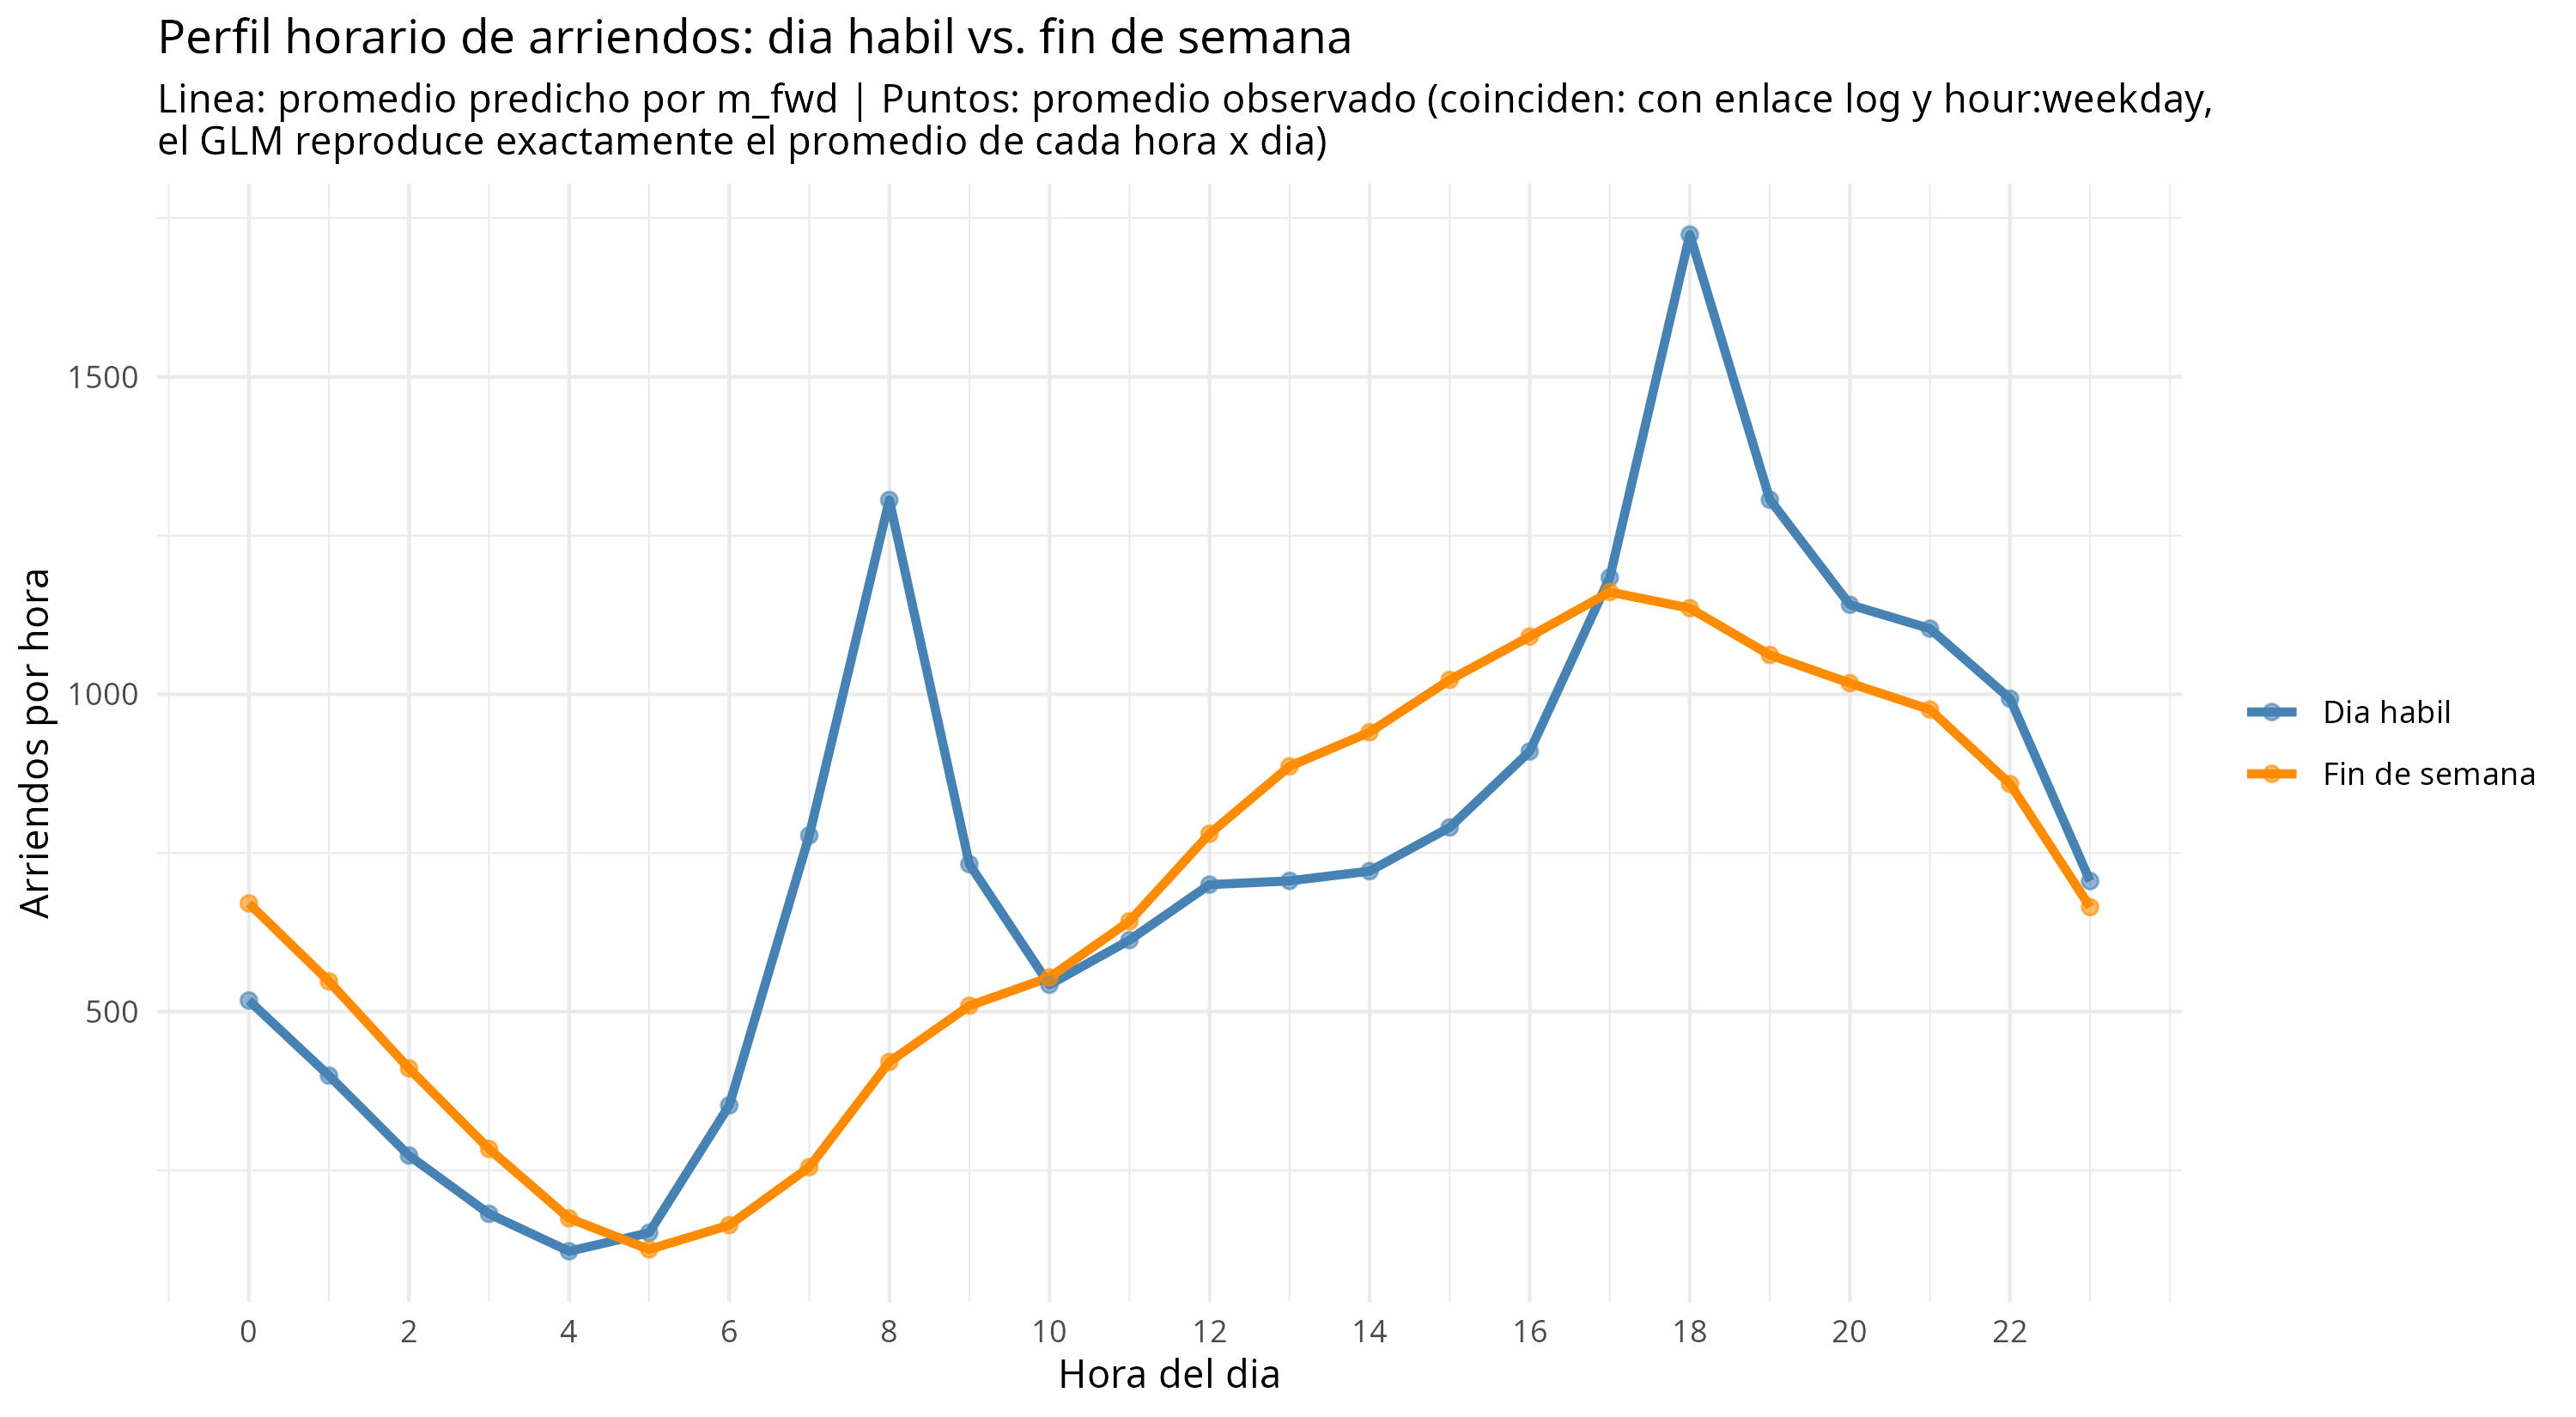 Perfil horario de arriendos: dia habil vs. fin de semana
Linea: promedio predicho por m_fwd | Puntos: promedio observado (coinciden: con enlace log y hour:weekday,
el GLM reproduce exactamente el promedio de cada hora x dia)
Arriendos por hora
1500
1000
500
Dia habil
Fin de semana
0 2 4 6 8 10 12 14 16 18 20 22
Hora del dia